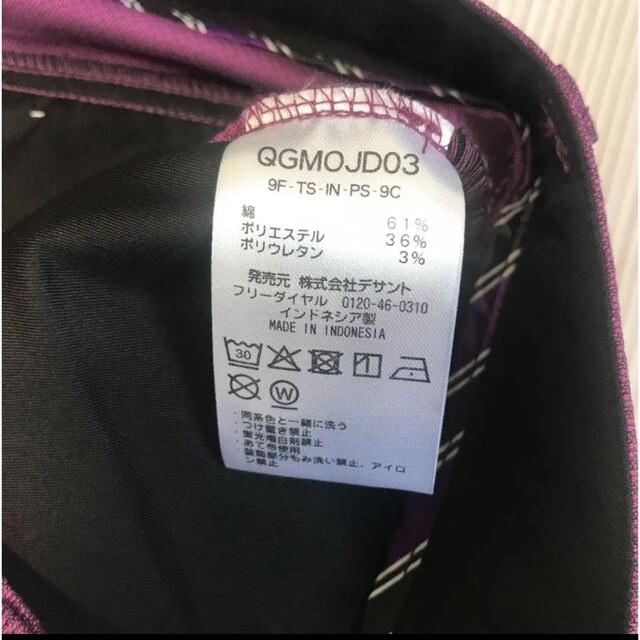 QGMOJD03
9F-TS-IN-PS-9C
綿 61%
ポリエステル 36%
ポリウレタン 3%
発売元 株式会社デサント
フリーダイヤル 0120-46-0310
インドネシア製
MADE IN INDONESIA
30
W
・同系色と一緒に洗う
・つけ置き禁止
・蛍光増白剤禁止
・あて布使用
・装飾部分もみ洗い禁止、アイロ
ン禁止